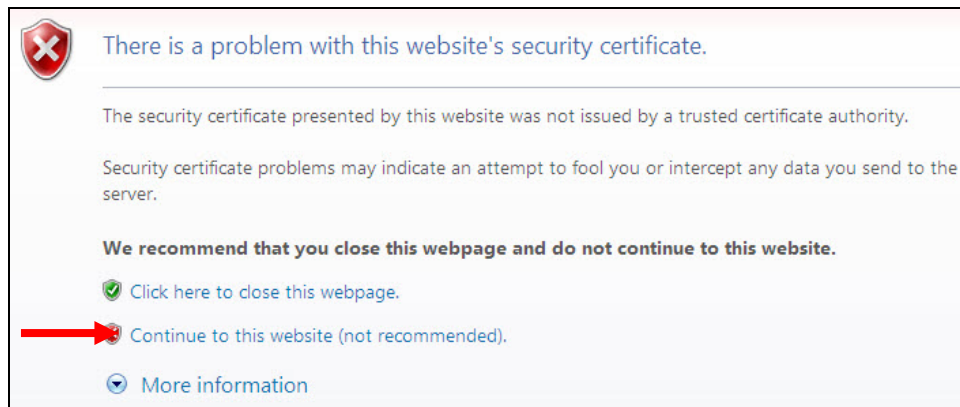 There is a problem with this website's security certificate.
The security certificate presented by this website was not issued by a trusted certificate authority.
Security certificate problems may indicate an attempt to fool you or intercept any data you send to the
server.
We recommend that you close this webpage and do not continue to this website.
Click here to close this webpage.
Continue to this website (not recommended).
More information